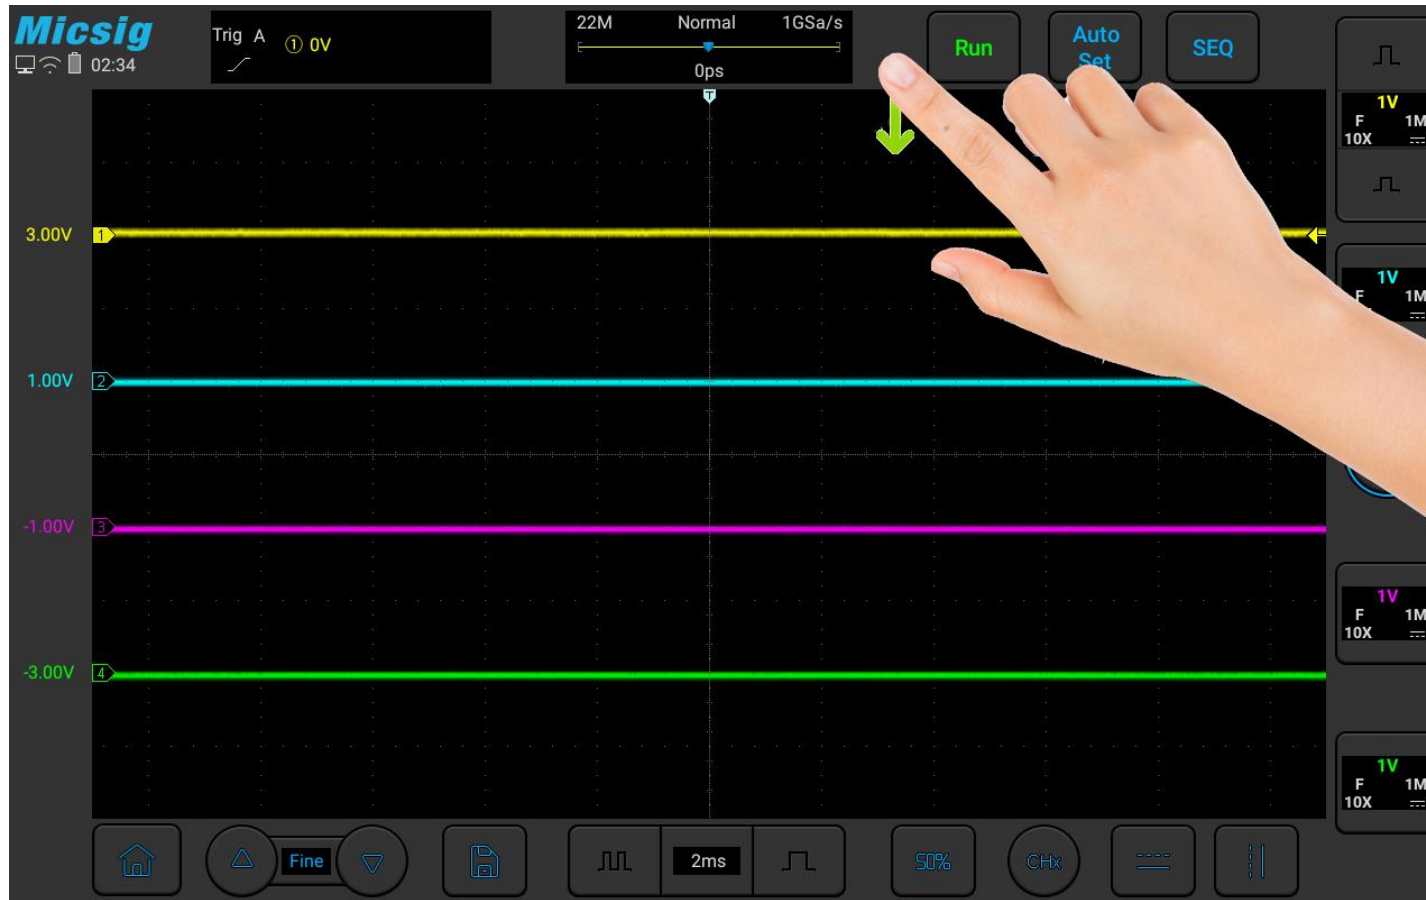 Micsig
02:34
Trig A ① 0V
22M Normal 1GSa/s
0ps
T
Run
Auto
Set
SEQ
1V
F 1M
10X
3.00V 1
1V
F 1M
1.00V 2
-1.00V 3
1V
F 1M
10X
-3.00V 4
1V
F 1M
10X
Fine
2ms
50%
CHx